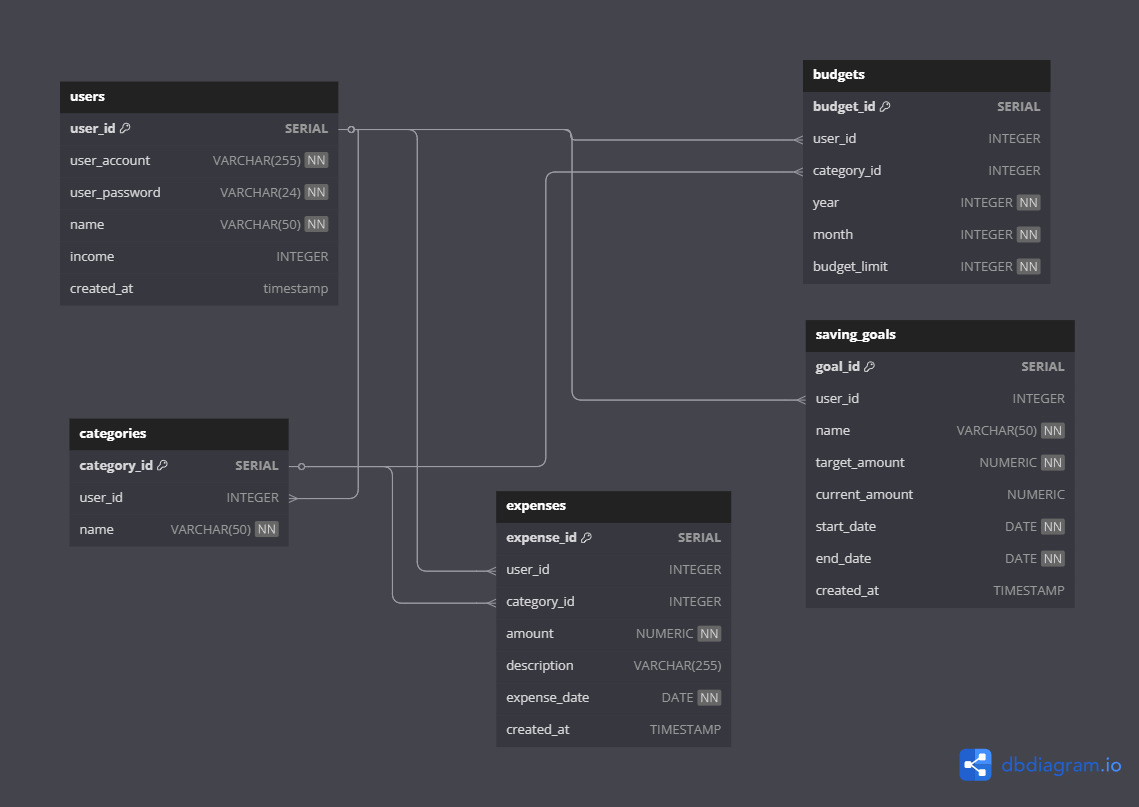 users
user_id SERIAL
user_account VARCHAR(255) NN
user_password VARCHAR(24) NN
name VARCHAR(50) NN
income INTEGER
created_at timestamp
budgets
budget_id SERIAL
user_id INTEGER
category_id INTEGER
year INTEGER NN
month INTEGER NN
budget_limit INTEGER NN
saving_goals
goal_id SERIAL
user_id INTEGER
name VARCHAR(50) NN
target_amount NUMERIC NN
current_amount NUMERIC
start_date DATE NN
end_date DATE NN
created_at TIMESTAMP
categories
category_id SERIAL
user_id INTEGER
name VARCHAR(50) NN
expenses
expense_id SERIAL
user_id INTEGER
category_id INTEGER
amount NUMERIC NN
description VARCHAR(255)
expense_date DATE NN
created_at TIMESTAMP
dbdiagram.io